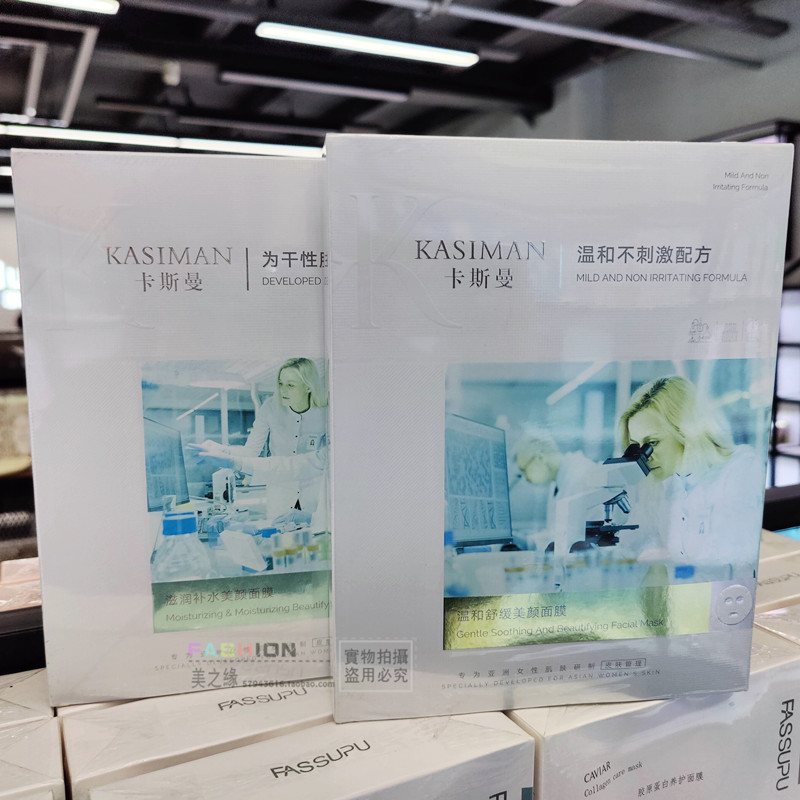 KASIMAN
卡斯曼
为干性肤
DEVELOPED
滋润补水美颜面膜
Moisturizing & Moisturizing Beautify
Mild And Non
Irritating Formula
KASIMAN
卡斯曼
温和不刺激配方
MILD AND NON IRRITATING FORMULA
温和舒缓美颜面膜
Gentle Soothing And Beautifying Facial Mask
专为亚洲女性肌肤研制
SPECIALLY DEVELOPED FOR ASIAN WOMEN'S SKIN
FASHION
美之缘 57943616.taobao.com
實物拍攝
盜用必究
FASSUPU
FASSUPU
FASSUPU
CAVIAR
Collagen care mask
胶原蛋白养护面膜